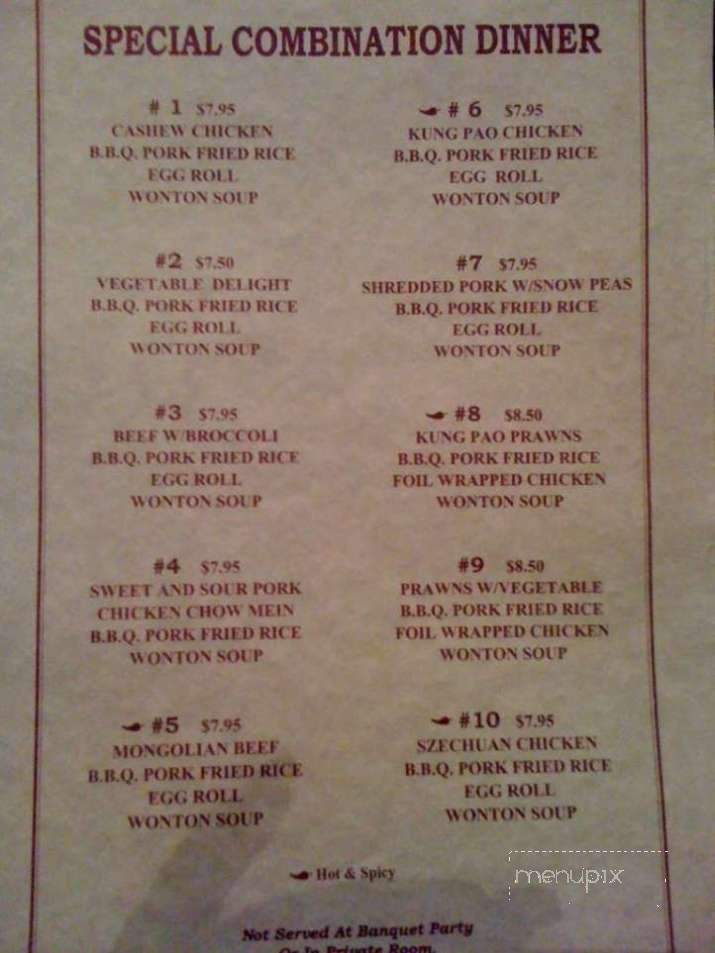 SPECIAL COMBINATION DINNER
# 1 $7.95
CASHEW CHICKEN
B.B.Q. PORK FRIED RICE
EGG ROLL
WONTON SOUP
#2 $7.50
VEGETABLE DELIGHT
B.B.Q. PORK FRIED RICE
EGG ROLL
WONTON SOUP
#3 $7.95
BEEF W/BROCCOLI
B.B.Q. PORK FRIED RICE
EGG ROLL
WONTON SOUP
#4 $7.95
SWEET AND SOUR PORK
CHICKEN CHOW MEIN
B.B.Q. PORK FRIED RICE
WONTON SOUP
#5 $7.95
MONGOLIAN BEEF
B.B.Q. PORK FRIED RICE
EGG ROLL
WONTON SOUP
# 6 $7.95
KUNG PAO CHICKEN
B.B.Q. PORK FRIED RICE
EGG ROLL
WONTON SOUP
#7 $7.95
SHREDDED PORK W/SNOW PEAS
B.B.Q. PORK FRIED RICE
EGG ROLL
WONTON SOUP
#8 $8.50
KUNG PAO PRAWNS
B.B.Q. PORK FRIED RICE
FOIL WRAPPED CHICKEN
WONTON SOUP
#9 $8.50
PRAWNS W/VEGETABLE
B.B.Q. PORK FRIED RICE
FOIL WRAPPED CHICKEN
WONTON SOUP
#10 $7.95
SZECHUAN CHICKEN
B.B.Q. PORK FRIED RICE
EGG ROLL
WONTON SOUP
Hot & Spicy
menupix
Not Served At Banquet Party
Or In Private Room.